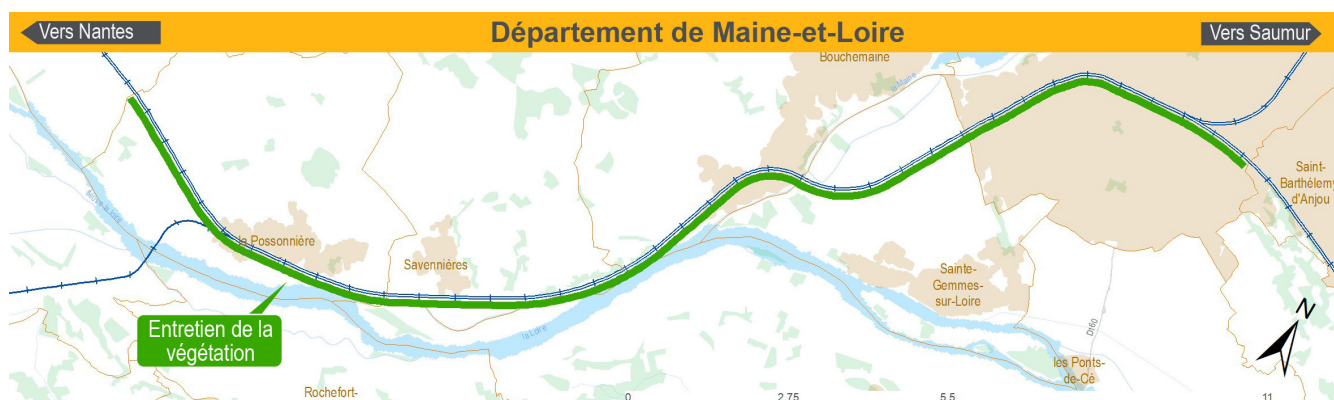 Vers Nantes
Département de Maine-et-Loire
Vers Saumur
Bouchemaine
la Maine
Saint-
Barthélemy
d'Anjou
la Possonnière
Savennières
Sainte-
Gemmes-
sur-Loire
la Loire
Entretien de la
végétation
D160
N
les Ponts-
de-Cé
Rochefort-
0 2.75 5.5 11